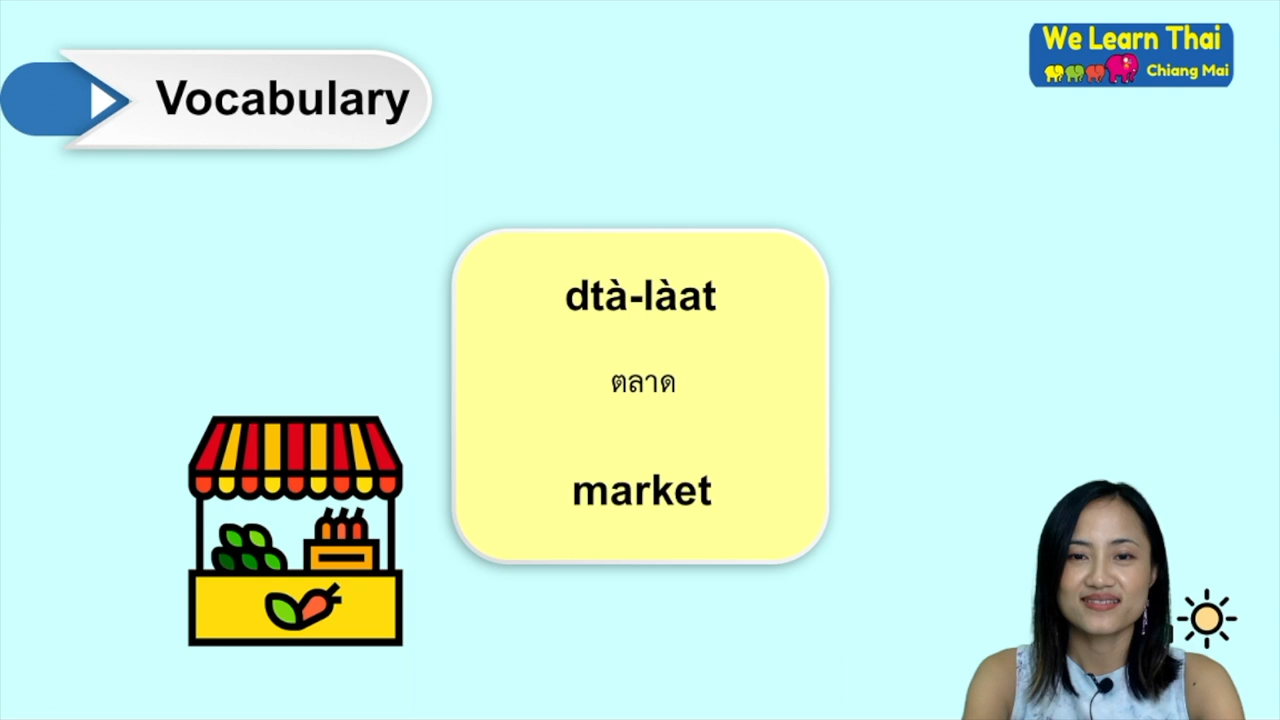 Vocabulary
We Learn Thai
Chiang Mai
dtà-làat
ตลาด
market